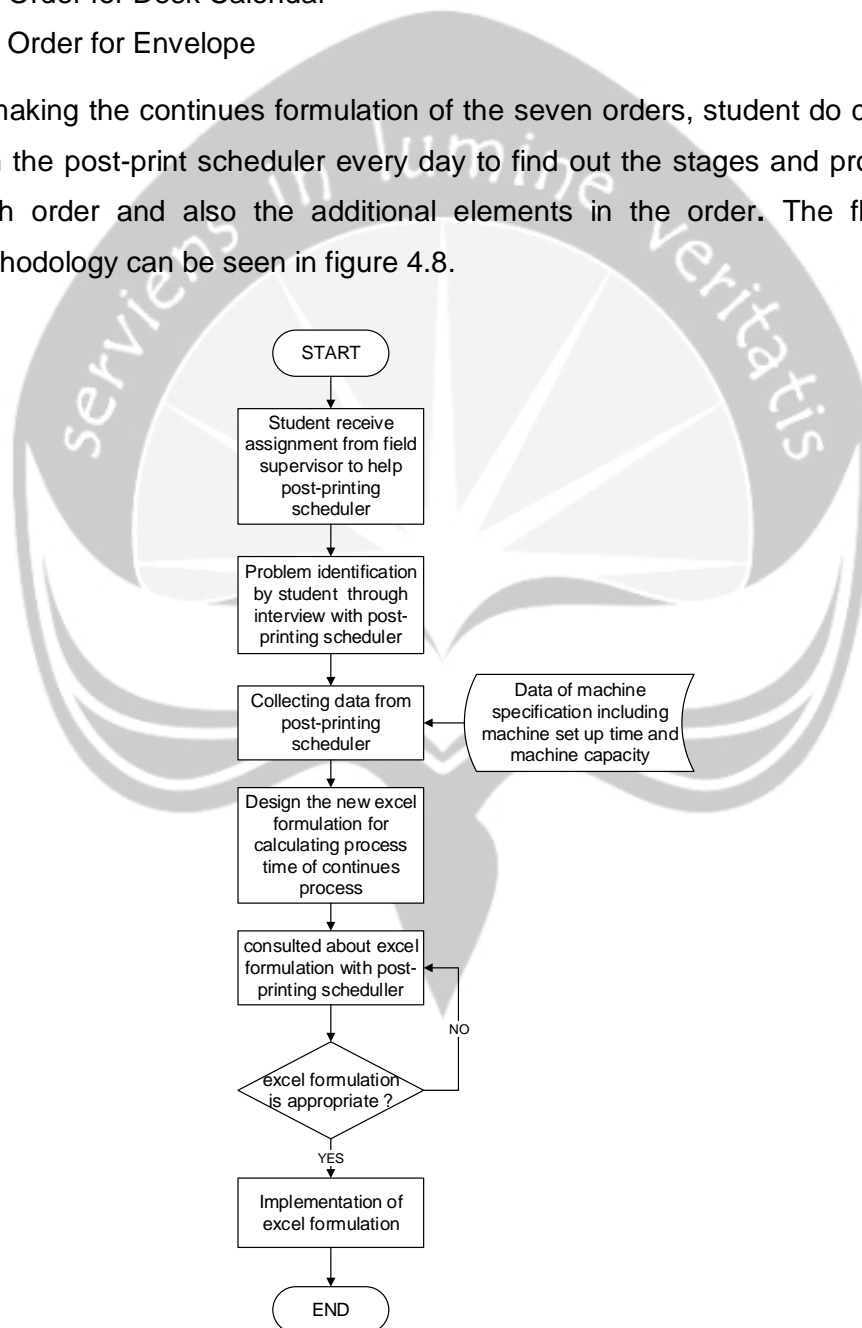 Order for Desk Calendar
Order for Envelope
making the continues formulation of the seven orders, student do
the post-print scheduler every day to find out the stages and
order and also the additional elements in the order. The
can be seen in figure 4.8.
serviens in lumine veritatis
START
Student receive
assignment from field
supervisor to help
post-printing
scheduler
Problem identification
by student through
interview with post-
printing scheduler
Collecting data from
post-printing
scheduler
Data of machine
specification including
machine set up time and
machine capacity
Design the new excel
formulation for
calculating process
time of continues
process
consulted about excel
formulation with post-
printing scheduller
NO
excel formulation
is appropriate ?
YES
Implementation of
excel formulation
END